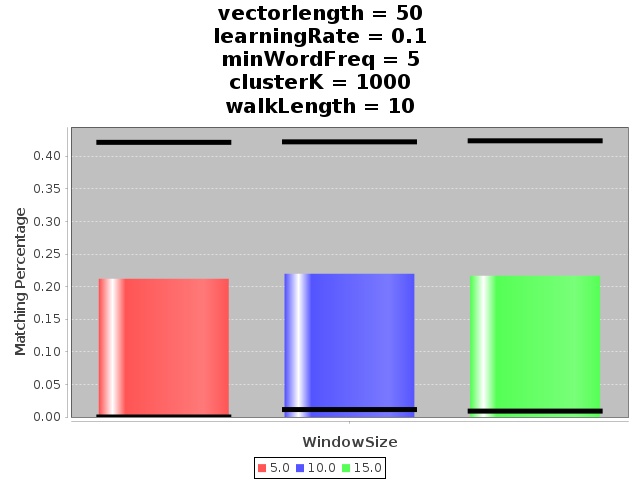 vectorlength = 50
learningRate = 0.1
minWordFreq = 5
clusterK = 1000
walkLength = 10
Matching Percentage
0.40
0.35
0.30
0.25
0.20
0.15
0.10
0.05
0.00
WindowSize
5.0 10.0 15.0